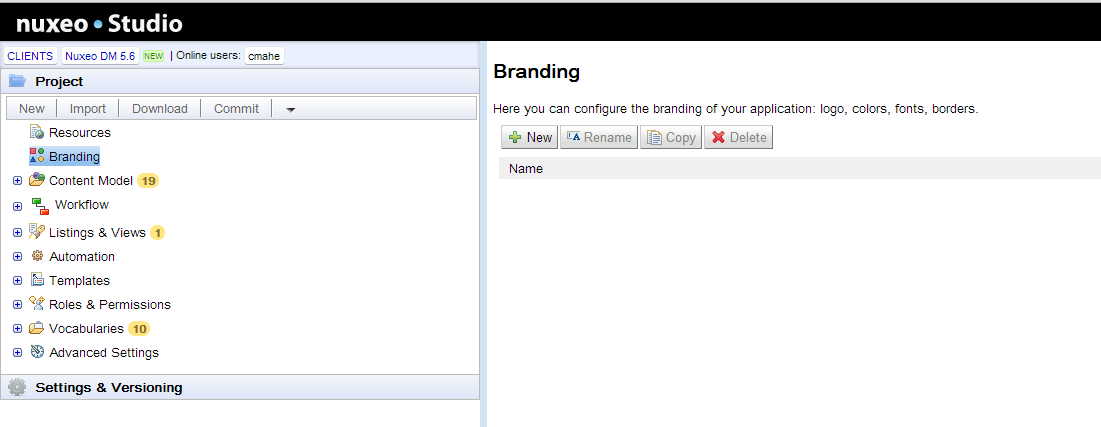 nuxeo Studio
CLIENTS Nuxeo DM 5.6 NEW | Online users: cmahe
Project
New Import Download Commit
Resources
Branding
Content Model 19
Workflow
Listings & Views 1
Automation
Templates
Roles & Permissions
Vocabularies 10
Advanced Settings
Settings & Versioning
Branding
Here you can configure the branding of your application: logo, colors, fonts, borders.
New Rename Copy Delete
Name